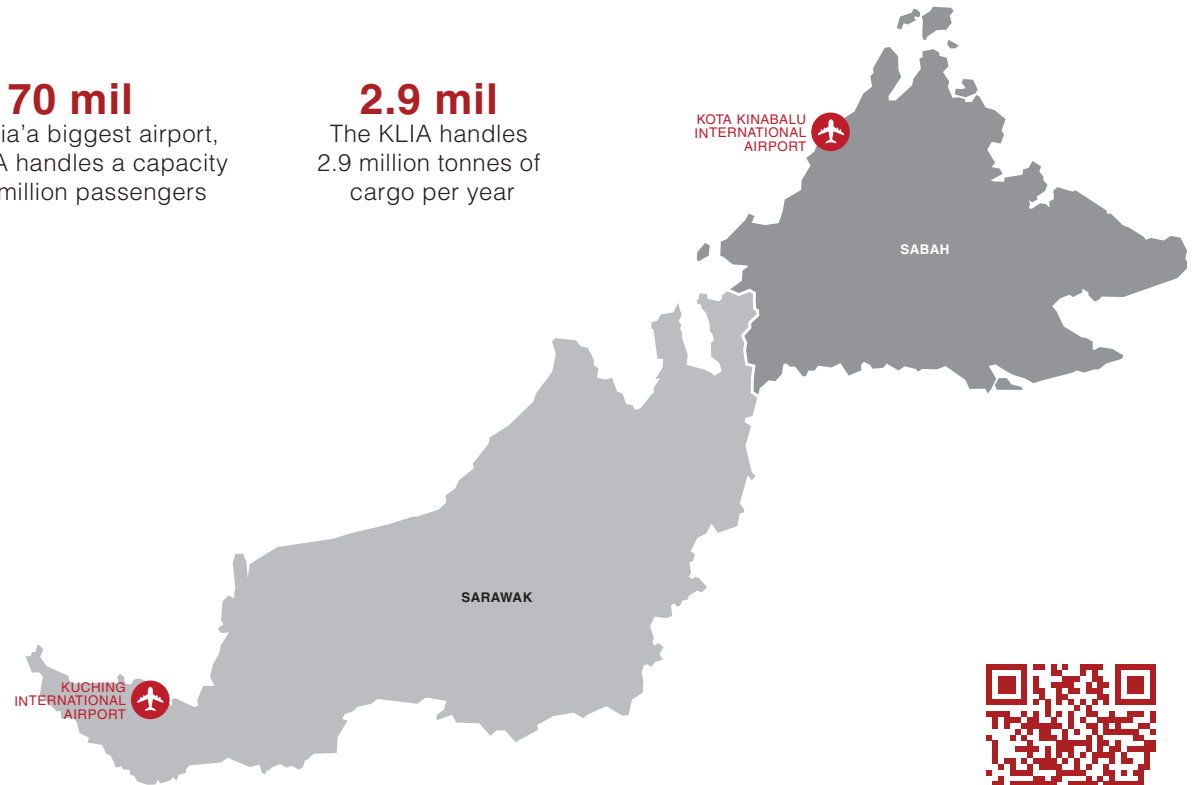 70 mil
ia’a biggest airport,
A handles a capacity
million passengers
2.9 mil
The KLIA handles
2.9 million tonnes of
cargo per year
KOTA KINABALU
INTERNATIONAL
AIRPORT
SABAH
SARAWAK
KUCHING
INTERNATIONAL
AIRPORT